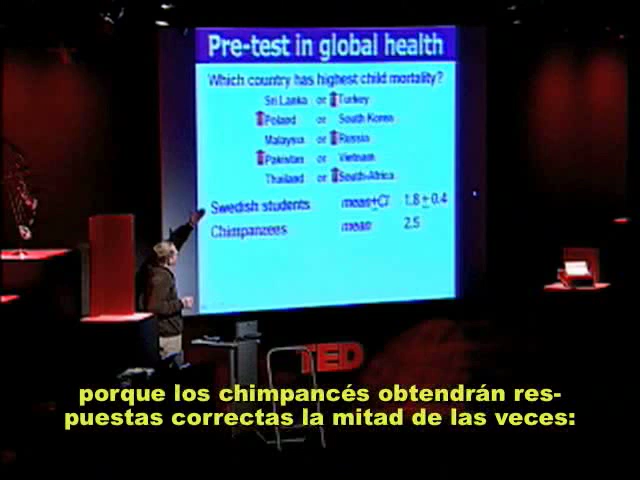 Pre-test in global health
Which country has highest child mortality?
Sri Lanka or Turkey
Poland or South Korea
Malaysia or Russia
Pakistan or Vietnam
Thailand or South-Africa
Swedish students mean+CI 1.8 ± 0.4
Chimpanzees mean 2.5
TED
porque los chimpancés obtendrán res-
puestas correctas la mitad de las veces: